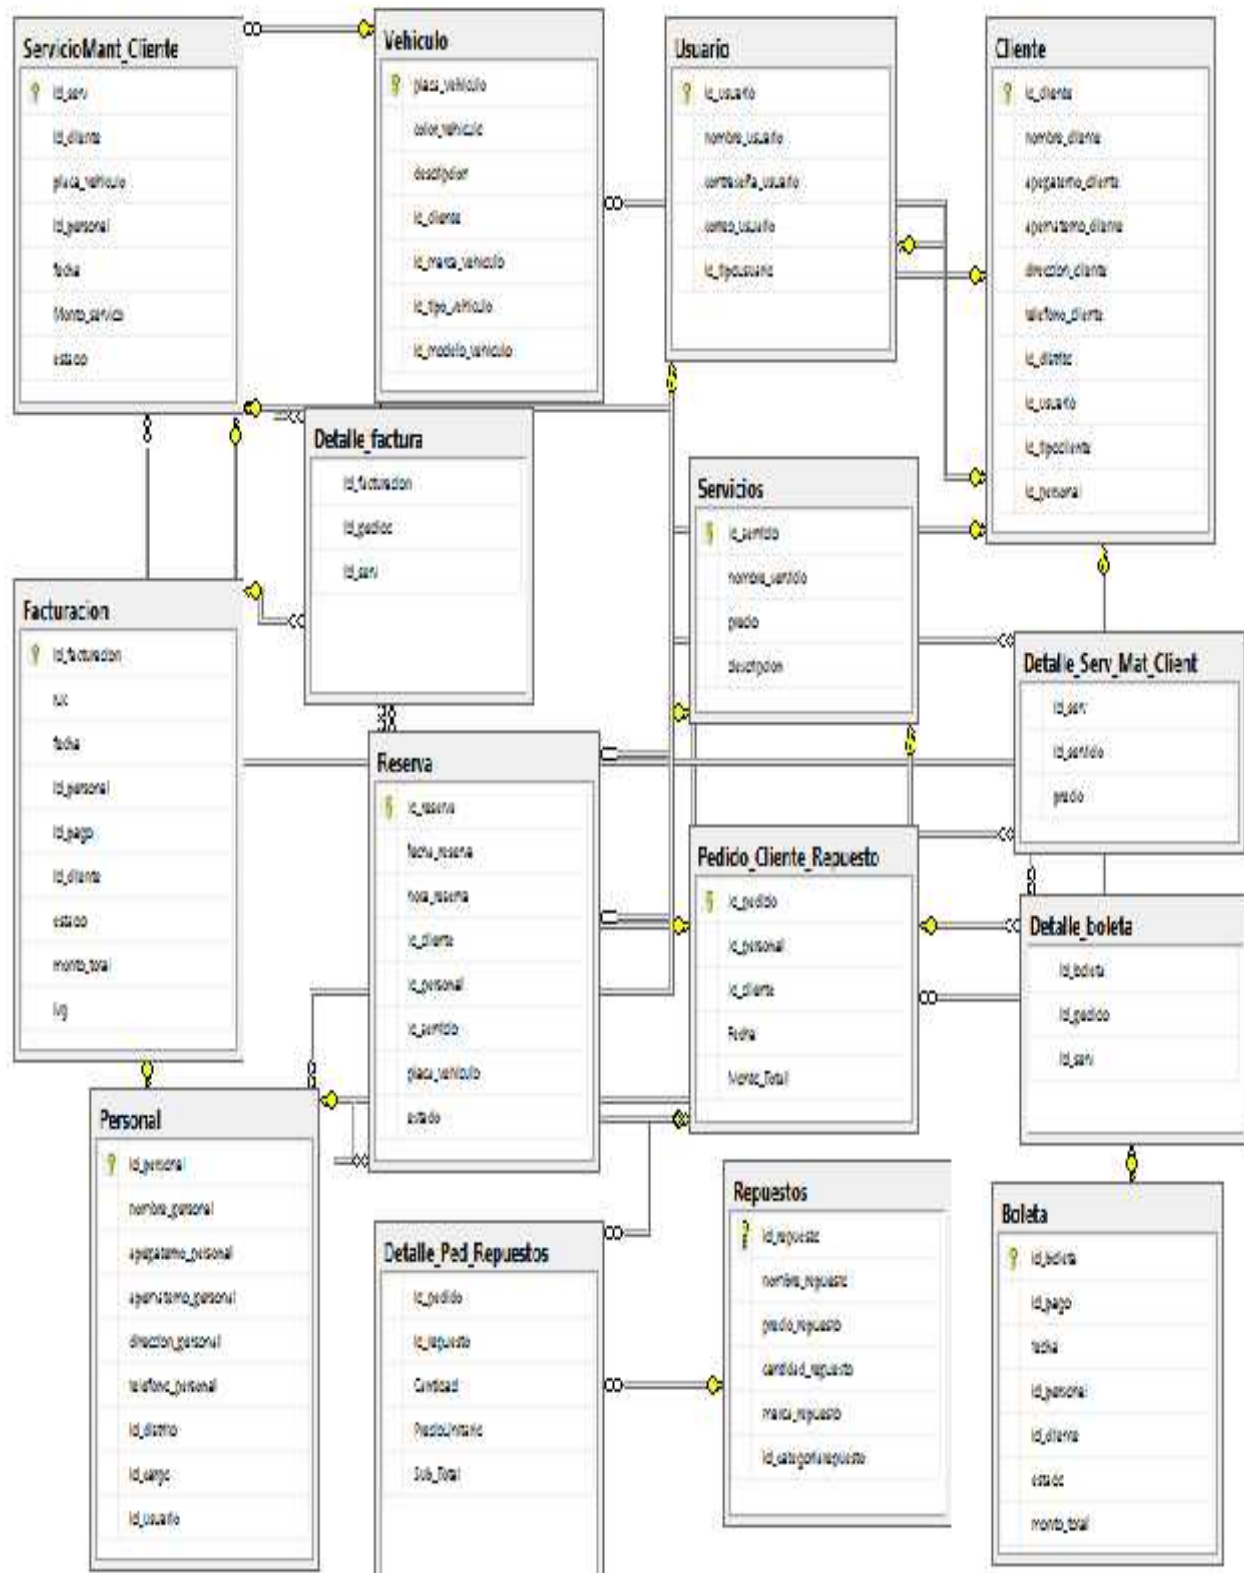 ServicioMant_Cliente
id_serv
id_cliente
placa_vehiculo
id_personal
fecha
Monto_servico
estado
Vehiculo
placa_vehiculo
color_vehiculo
descripcion
id_cliente
id_marca_vehiculo
id_tipo_vehiculo
id_modelo_vehiculo
Usuario
id_usuario
nombre_usuario
contraseña_usuario
correo_usuario
id_tipousuario
Cliente
id_cliente
nombre_cliente
apepaterno_cliente
apematerno_cliente
direccion_cliente
telefono_cliente
id_distrito
id_usuario
id_tipocliente
id_personal
Detalle_factura
id_facturacion
id_pedido
id_serv
Servicios
id_servicio
nombre_servicio
precio
descripcion
Facturacion
id_facturacion
ruc
fecha
id_personal
id_pago
id_cliente
estado
monto_total
Detalle_Serv_Mat_Client
id_serv
id_servicio
precio
Reserva
id_reserva
fecha_reserva
hora_reserva
id_cliente
id_personal
id_servicio
placa_vehiculo
estado
Pedido_Cliente_Repuesto
id_pedido
id_personal
id_cliente
Fecha
Monto_Total
Detalle_boleta
id_boleta
id_pedido
id_serv
Personal
id_personal
nombre_personal
apepaterno_personal
apematerno_personal
direccion_personal
telefono_personal
id_distrito
id_cargo
id_usuario
Detalle_Ped_Repuestos
id_pedido
id_repuesto
Cantidad
PrecioUnitario
Sub_Total
Repuestos
id_repuesto
nombre_repuesto
precio_repuesto
cantidad_repuesto
marca_repuesto
id_categoriarepuesto
Boleta
id_boleta
id_pago
fecha
id_personal
id_cliente
estado
monto_total